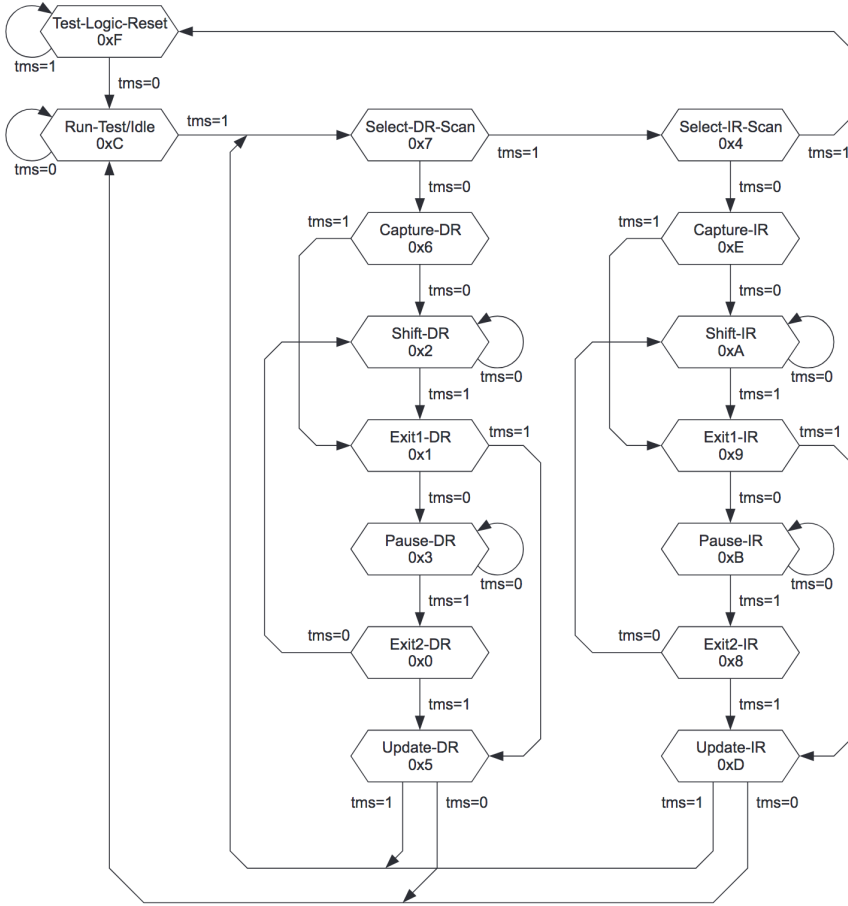 Test-Logic-Reset
0xF
tms=1
tms=0
Run-Test/Idle
0xC
tms=0
tms=1
Select-DR-Scan
0x7
tms=1
Select-IR-Scan
0x4
tms=1
tms=0
tms=0
tms=1
Capture-DR
0x6
tms=1
Capture-IR
0xE
tms=0
tms=0
Shift-DR
0x2
tms=0
Shift-IR
0xA
tms=0
tms=1
tms=1
Exit1-DR
0x1
tms=1
Exit1-IR
0x9
tms=1
tms=0
tms=0
Pause-DR
0x3
tms=0
Pause-IR
0xB
tms=0
tms=1
tms=1
tms=0
Exit2-DR
0x0
tms=0
Exit2-IR
0x8
tms=1
tms=1
Update-DR
0x5
Update-IR
0xD
tms=1
tms=0
tms=1
tms=0